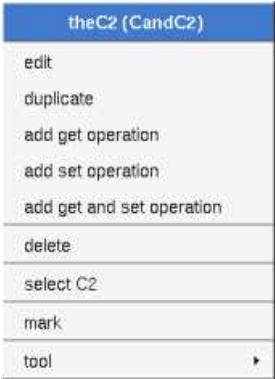 theC2 (CandC2)
edit
duplicate
add get operation
add set operation
add get and set operation
delete
select C2
mark
tool